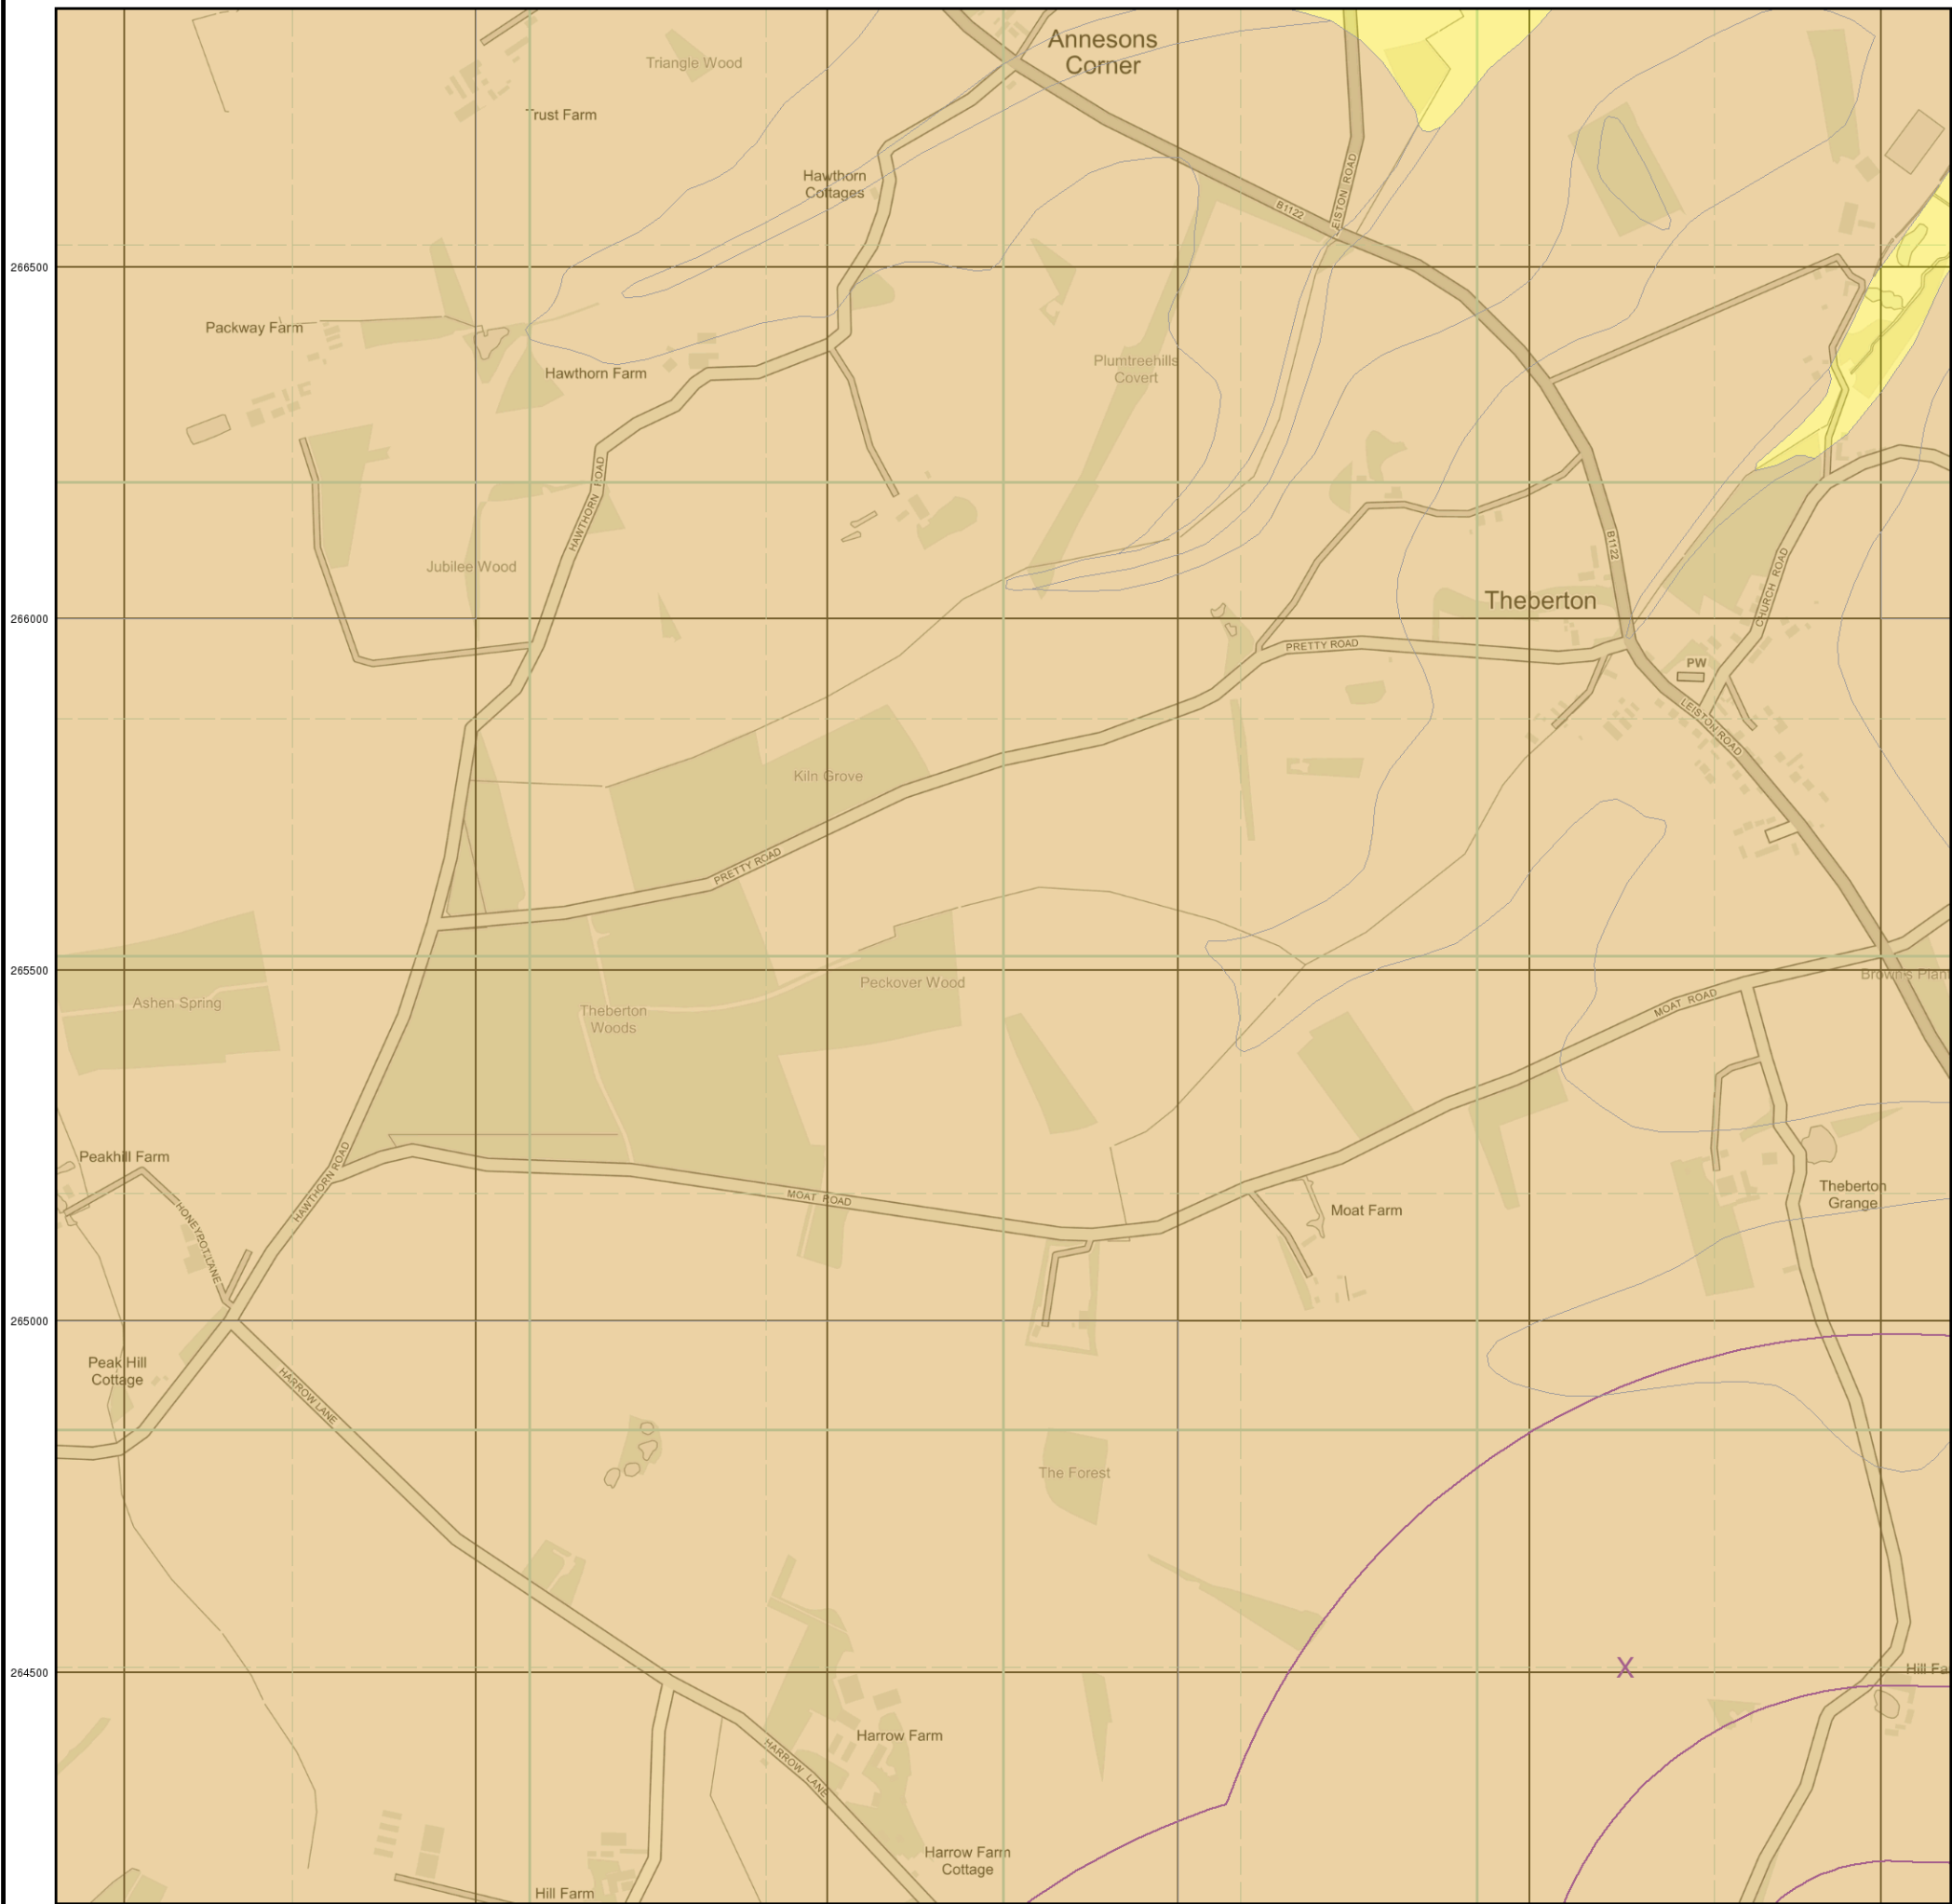 Annesons
Corner
Triangle Wood
Trust Farm
Hawthorn
Cottages
LEISTON ROAD
B1122
266500
Packway Farm
Hawthorn Farm
Plumtreehills
Covert
HAWTHORN ROAD
Jubilee Wood
B1122
CHURCH ROAD
Theberton
266000
PRETTY ROAD
PW
LEISTON ROAD
Kiln Grove
PRETTY ROAD
265500
Brown's Plan
Peckover Wood
Ashen Spring
Theberton
Woods
MOAT ROAD
Peakhill Farm
HAWTHORN ROAD
MOAT ROAD
Theberton
Grange
Moat Farm
HONEYPOT LANE
265000
Peak Hill
Cottage
HARROW LANE
The Forest
264500
X
Hill Fa
Harrow Farm
HARROW LANE
Harrow Farm
Cottage
Hill Farm